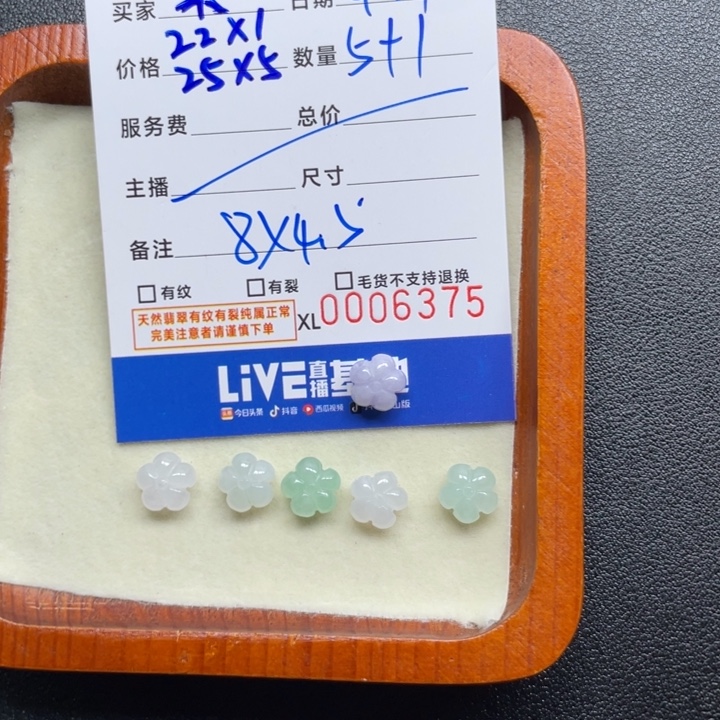 买家 日期
22X1
价格 25X5 数量 5+1
服务费 总价
主播 尺寸
备注 8X4.5
有纹 有裂 毛货不支持退换
天然翡翠有纹有裂纯属正常
完美注意者请谨慎下单
XL0006375
LiVE直播基地
今日头条 抖音 西瓜视频